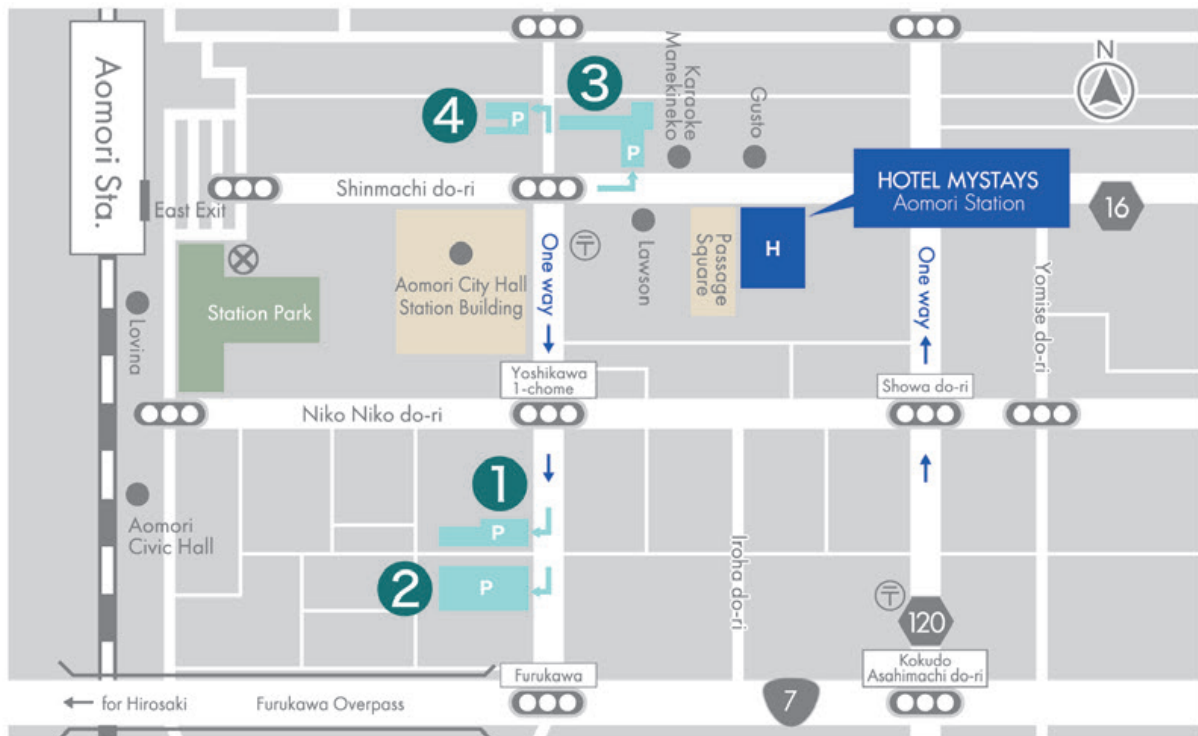 Aomori Sta.
East Exit
N
4
P
3
P
Karaoke
Manekineko
Gusto
Shinmachi do-ri
HOTEL MYSTAYS
Aomori Station
16
Aomori City Hall
Station Building
One way
〒
Lawson
Passage
Square
H
One way
Yomise do-ri
Station Park
Lovina
Yoshikawa
1-chome
Showa do-ri
Niko Niko do-ri
1
P
Aomori
Civic Hall
2
P
Iroha do-ri
〒
120
Furukawa
Kokudo
Asahimachi do-ri
for Hirosaki
Furukawa Overpass
7